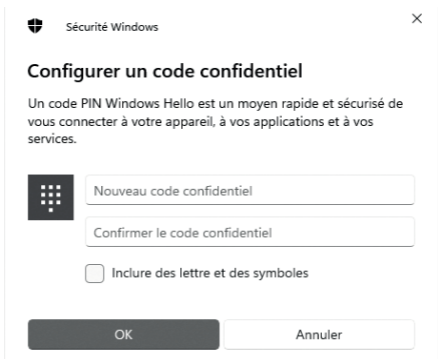 Sécurité Windows
Configurer un code confidentiel
Un code PIN Windows Hello est un moyen rapide et sécurisé de
vous connecter à votre appareil, à vos applications et à vos
services.
Nouveau code confidentiel
Confirmer le code confidentiel
Inclure des lettre et des symboles
OK
Annuler